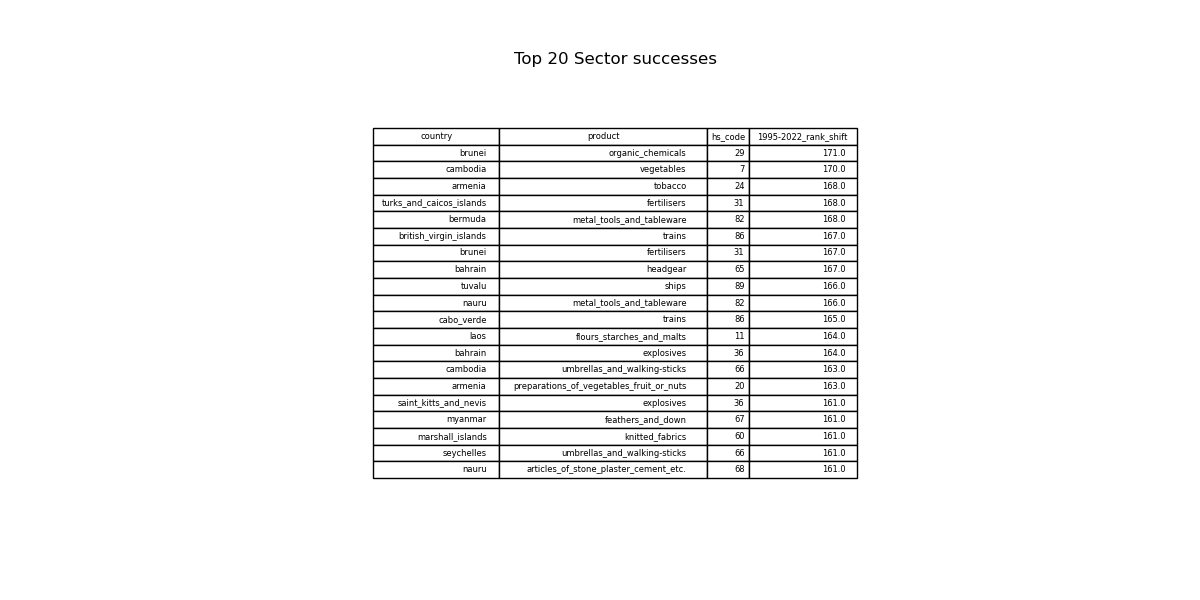 Top 20 Sector successes
country product hs_code 1995-2022_rank_shift
brunei organic_chemicals 29 171.0
cambodia vegetables 7 170.0
armenia tobacco 24 168.0
turks_and_caicos_islands fertilisers 31 168.0
bermuda metal_tools_and_tableware 82 168.0
british_virgin_islands trains 86 167.0
brunei fertilisers 31 167.0
bahrain headgear 65 167.0
tuvalu ships 89 166.0
nauru metal_tools_and_tableware 82 166.0
cabo_verde trains 86 165.0
laos flours_starches_and_malts 11 164.0
bahrain explosives 36 164.0
cambodia umbrellas_and_walking-sticks 66 163.0
armenia preparations_of_vegetables_fruit_or_nuts 20 163.0
saint_kitts_and_nevis explosives 36 161.0
myanmar feathers_and_down 67 161.0
marshall_islands knitted_fabrics 60 161.0
seychelles umbrellas_and_walking-sticks 66 161.0
nauru articles_of_stone_plaster_cement_etc. 68 161.0